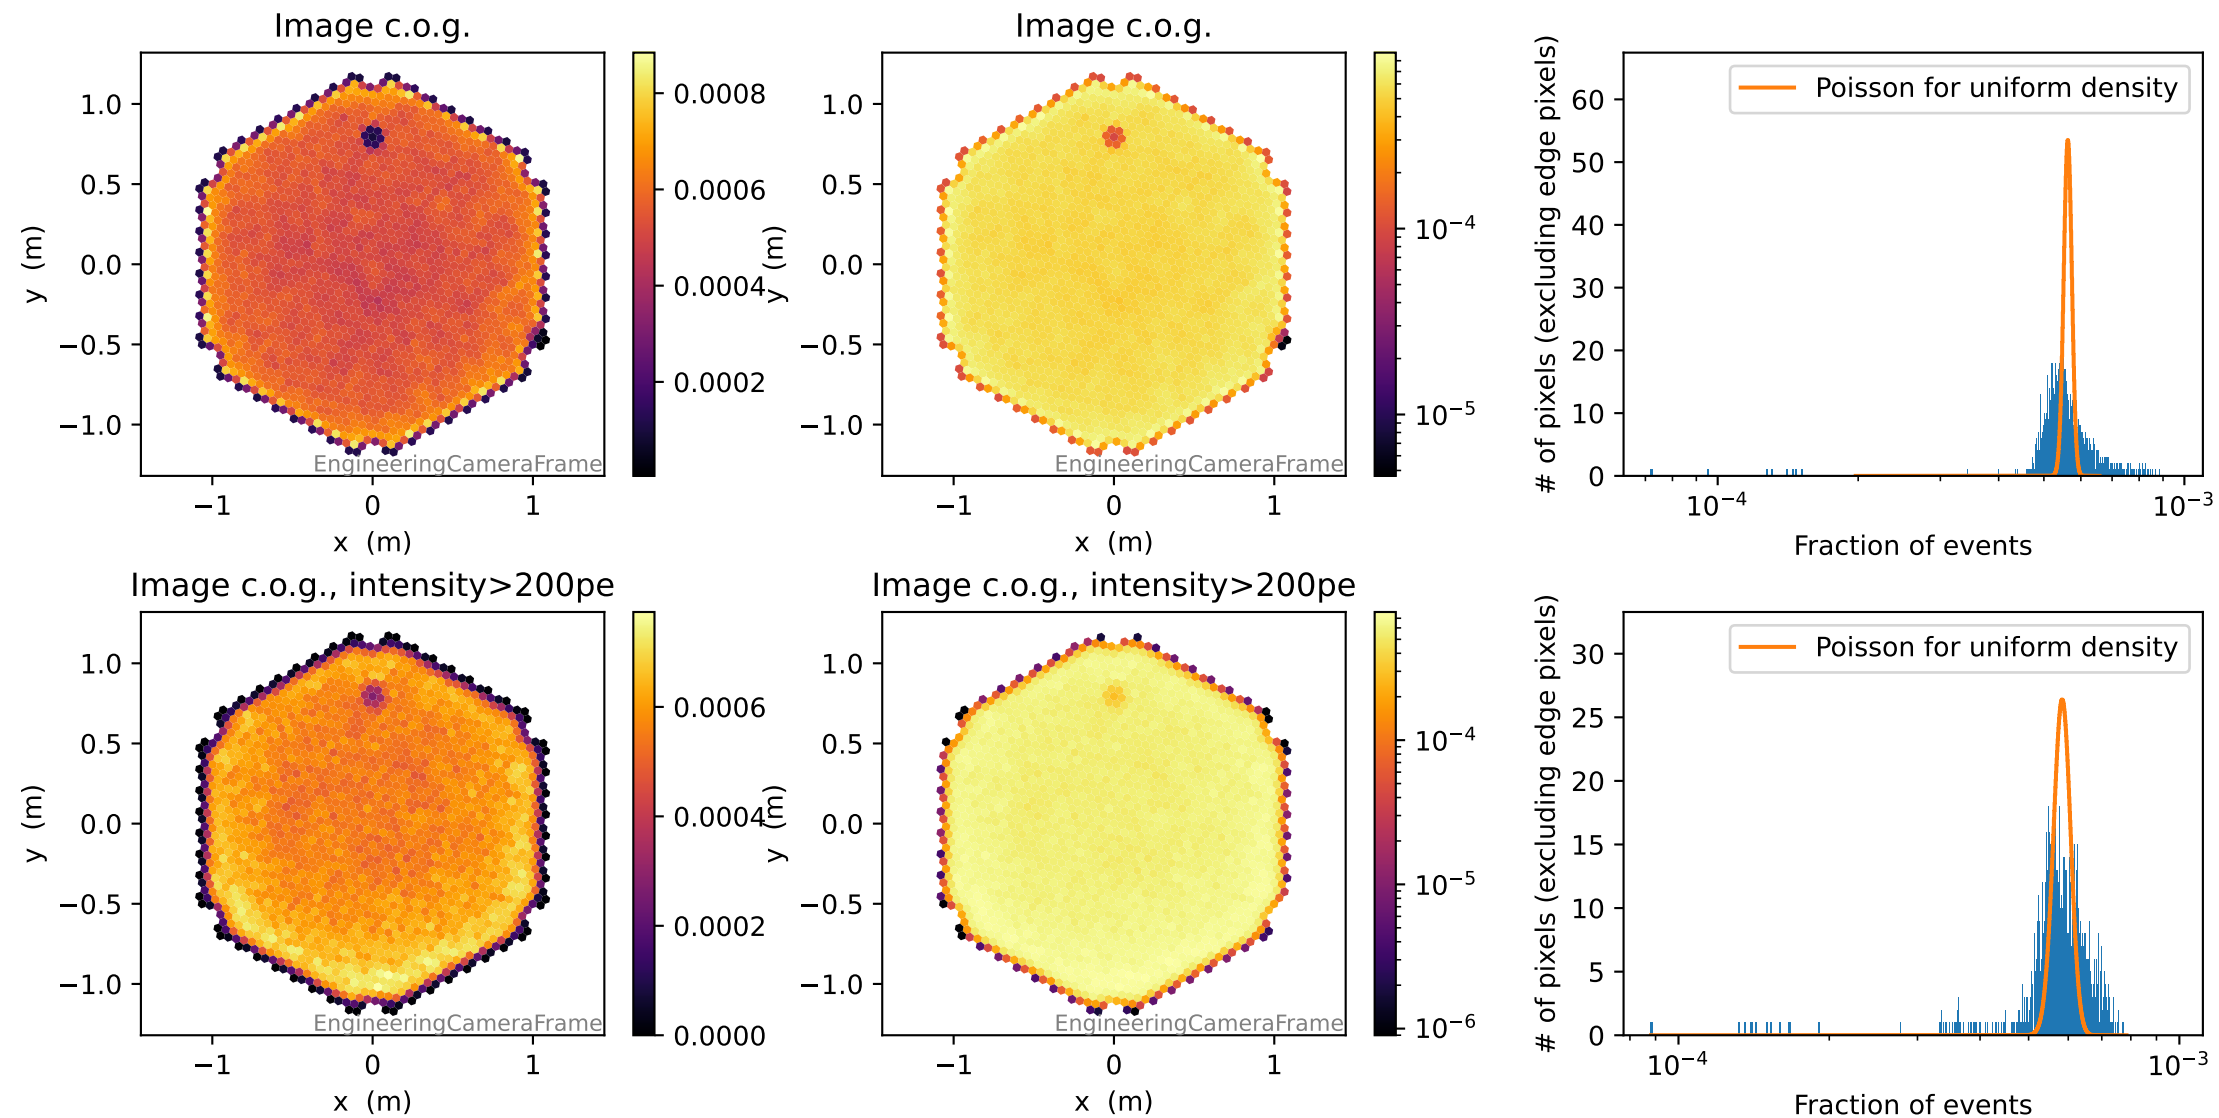 Image c.o.g.
1.0
0.5
0.0
−0.5
−1.0
y (m)
EngineeringCameraFrame
−1 0 1
x (m)
0.0008
0.0006
0.0004
0.0002
Image c.o.g.
1.0
0.5
0.0
−0.5
−1.0
y (m)
EngineeringCameraFrame
−1 0 1
x (m)
10⁻⁴
10⁻⁵
# of pixels (excluding edge pixels)
60
50
40
30
20
10
0
Poisson for uniform density
10⁻⁴ 10⁻³
Fraction of events
Image c.o.g., intensity>200pe
1.0
0.5
0.0
−0.5
−1.0
y (m)
EngineeringCameraFrame
−1 0 1
x (m)
0.0006
0.0004
0.0002
0.0000
Image c.o.g., intensity>200pe
1.0
0.5
0.0
−0.5
−1.0
y (m)
EngineeringCameraFrame
−1 0 1
x (m)
10⁻⁴
10⁻⁵
10⁻⁶
# of pixels (excluding edge pixels)
30
25
20
15
10
5
0
Poisson for uniform density
10⁻⁴ 10⁻³
Fraction of events